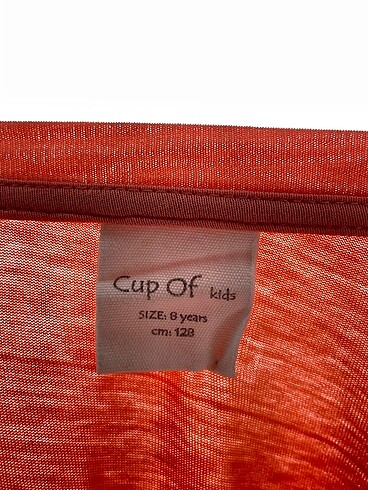 Cup Of kids
SIZE: 8 years
cm: 128